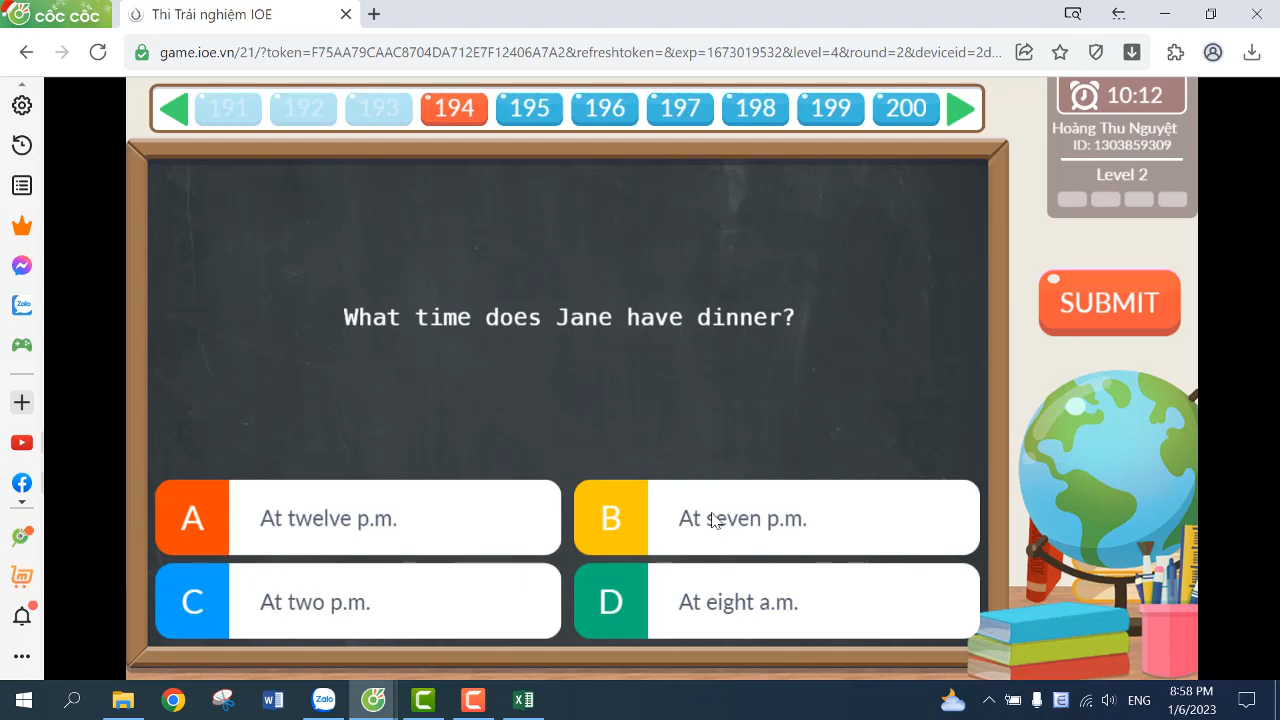 cốc cốc
Thi Trải nghiệm IOE
game.ioe.vn/21/?token=F75AA79CAAC8704DA712E7F72406A7A2&refreshtoken=&exp=1673019532&level=4&round=2&deviceid=2d...
191 192 193 194 195 196 197 198 199 200
10:12
Hoàng Thu Nguyệt
ID: 1303859309
Level 2
SUBMIT
What time does Jane have dinner?
A At twelve p.m.
B At seven p.m.
C At two p.m.
D At eight a.m.
Zalo
Zalo
ENG
8:58 PM
1/6/2023